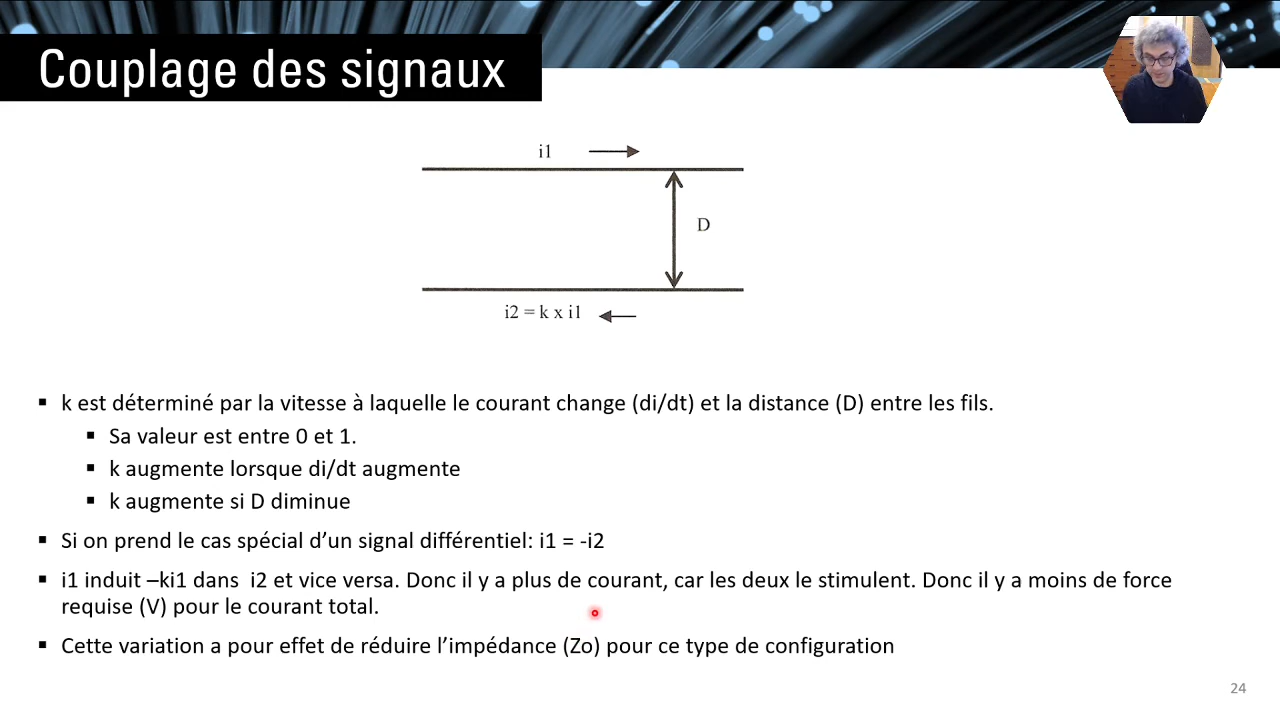 Couplage des signaux
i1
D
i2 = k x i1
▪ k est déterminé par la vitesse à laquelle le courant change (di/dt) et la distance (D) entre les fils.
▪ Sa valeur est entre 0 et 1.
▪ k augmente lorsque di/dt augmente
▪ k augmente si D diminue
▪ Si on prend le cas spécial d’un signal différentiel: i1 = -i2
▪ i1 induit –ki1 dans  i2 et vice versa. Donc il y a plus de courant, car les deux le stimulent. Donc il y a moins de force
requise (V) pour le courant total.
▪ Cette variation a pour effet de réduire l’impédance (Zo) pour ce type de configuration
24